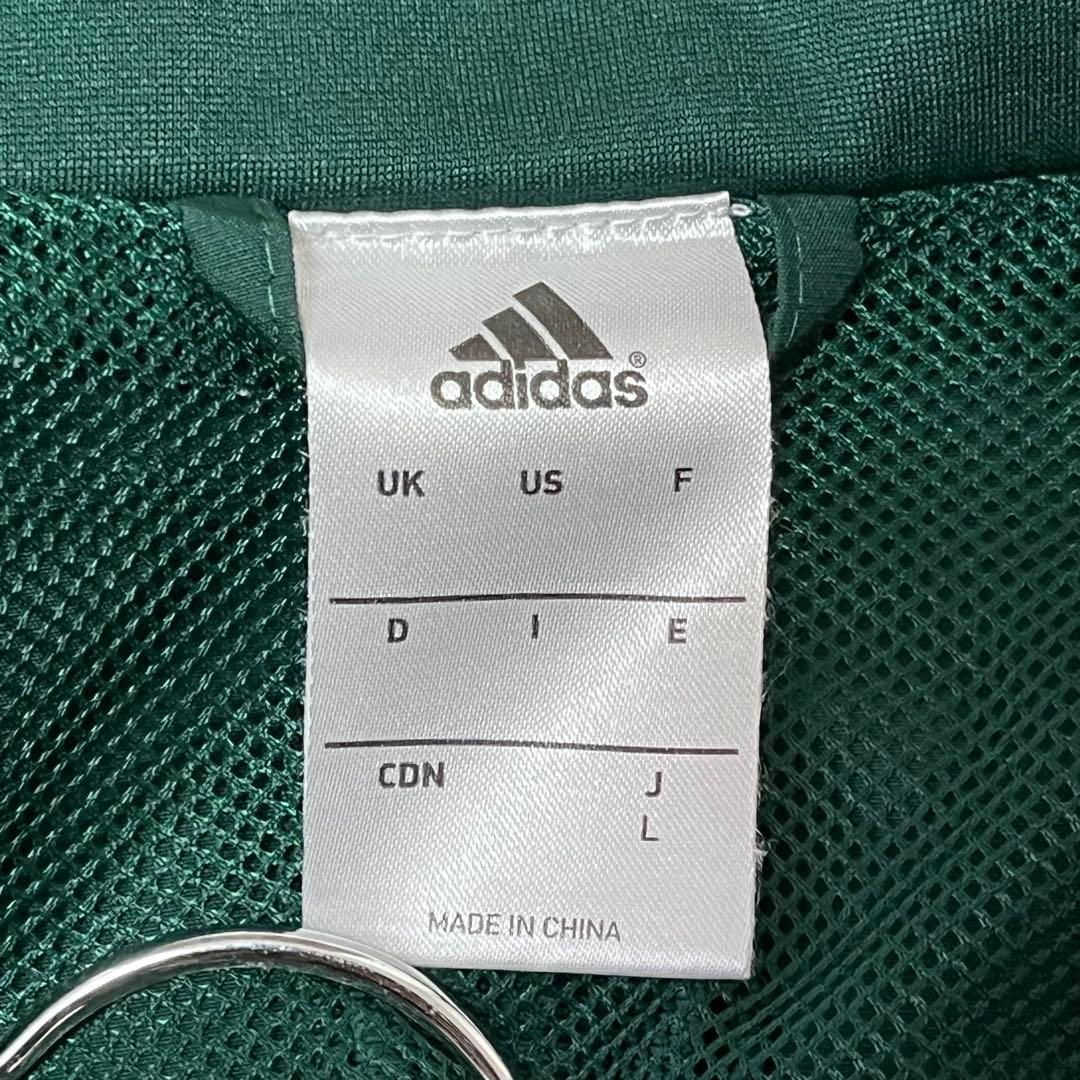 adidas®
UK US F
D I E
CDN J
L
MADE IN CHINA